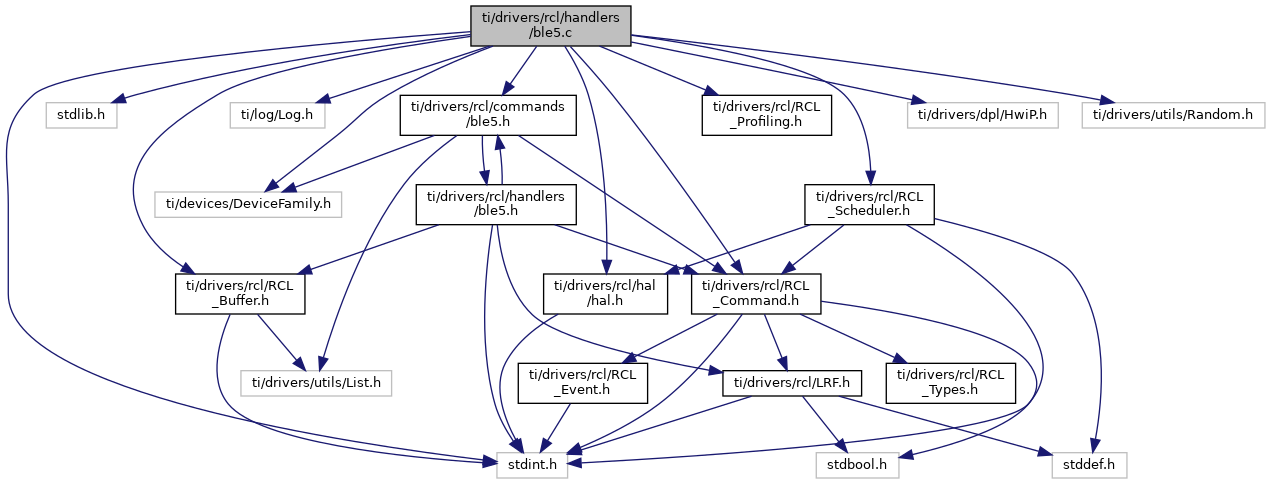 ti/drivers/rcl/handlers
/ble5.c
stdlib.h
ti/log/Log.h
ti/drivers/rcl/commands
/ble5.h
ti/drivers/rcl/RCL
_Profiling.h
ti/drivers/dpl/HwiP.h
ti/drivers/utils/Random.h
ti/devices/DeviceFamily.h
ti/drivers/rcl/handlers
/ble5.h
ti/drivers/rcl/RCL
_Scheduler.h
ti/drivers/rcl/RCL
_Buffer.h
ti/drivers/rcl/hal
/hal.h
ti/drivers/rcl/RCL
_Command.h
ti/drivers/utils/List.h
ti/drivers/rcl/RCL
_Event.h
ti/drivers/rcl/LRF.h
ti/drivers/rcl/RCL
_Types.h
stdint.h
stdbool.h
stddef.h